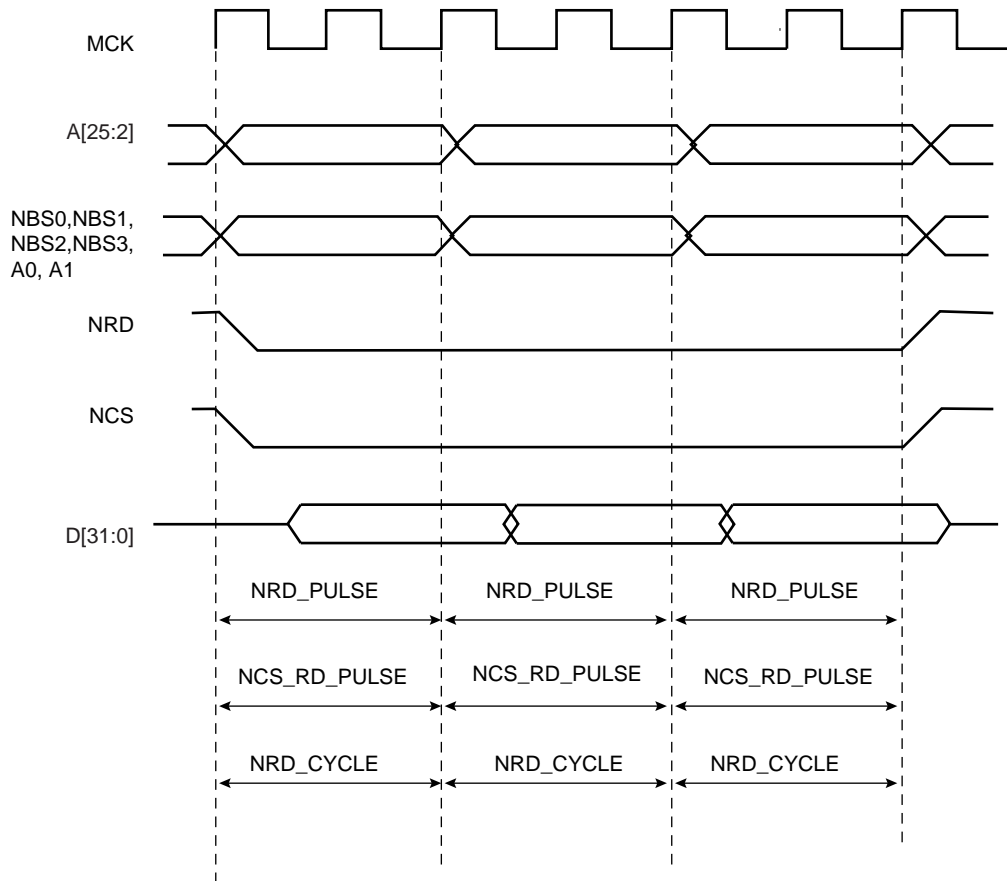 MCK
A[25:2]
NBS0,NBS1,
NBS2,NBS3,
A0, A1
NRD
NCS
D[31:0]
NRD_PULSE NRD_PULSE NRD_PULSE
NCS_RD_PULSE NCS_RD_PULSE NCS_RD_PULSE
NRD_CYCLE NRD_CYCLE NRD_CYCLE